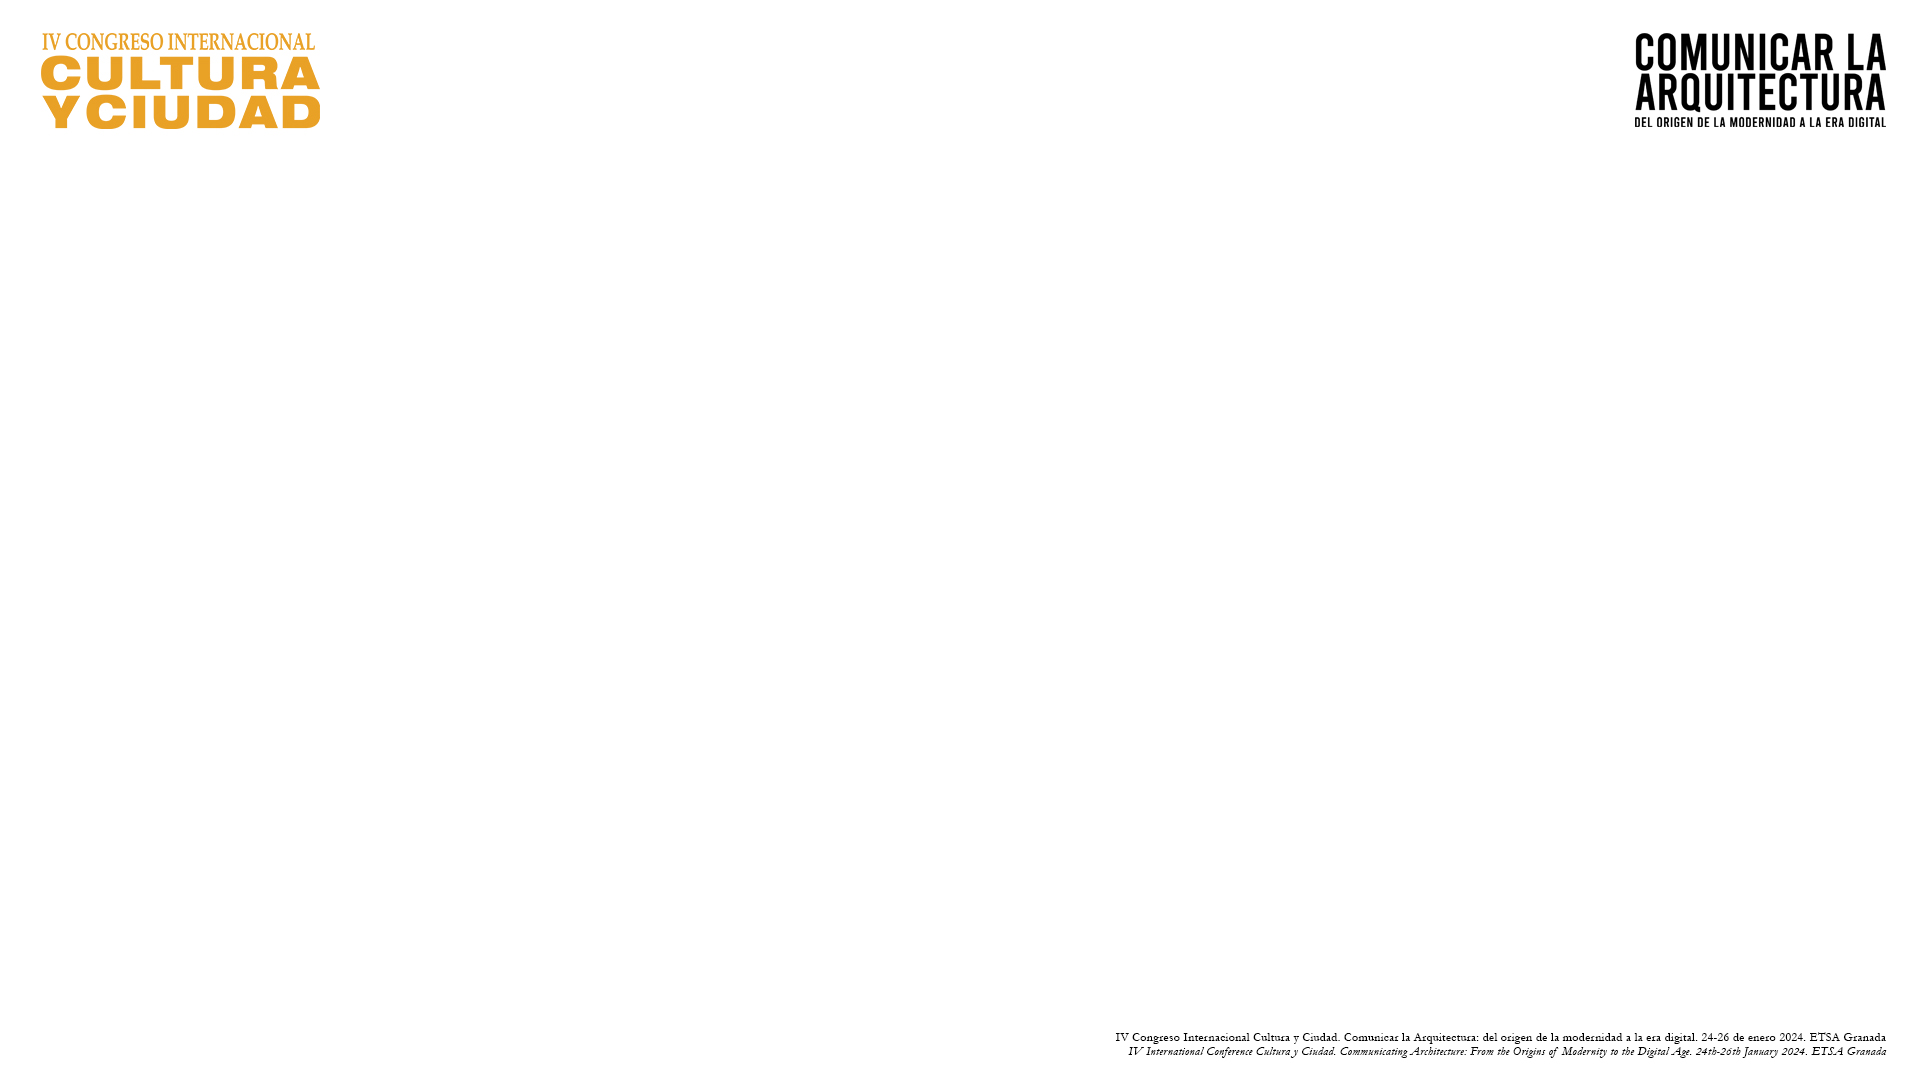 IV CONGRESO INTERNACIONAL
CULTURA
Y CIUDAD
COMUNICAR LA
ARQUITECTURA
DEL ORIGEN DE LA MODERNIDAD A LA ERA DIGITAL
IV Congreso Internacional Cultura y Ciudad. Comunicar la Arquitectura: del origen de la modernidad a la era digital. 24-26 de enero 2024. ETSA Granada
IV International Conference Cultura y Ciudad. Communicating Architecture: From the Origins of Modernity to the Digital Age. 24th-26th January 2024. ETSA Granada